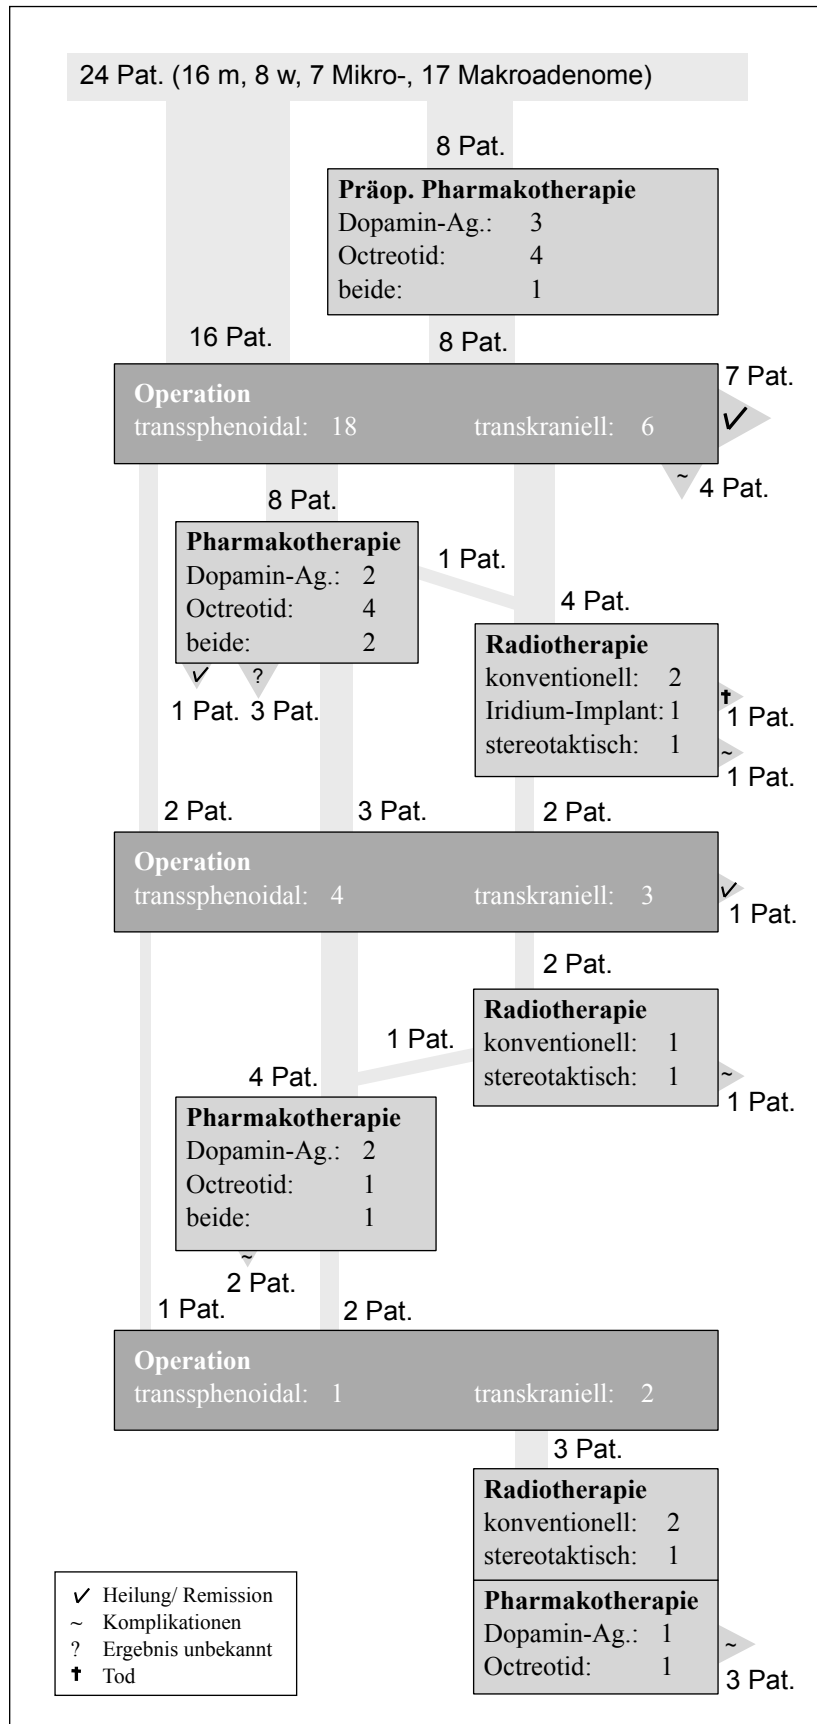 24 Pat. (16 m, 8 w, 7 Mikro-, 17 Makroadenome)
8 Pat.
Präop. Pharmakotherapie
Dopamin-Ag.: 3
Octreotid: 4
beide: 1
16 Pat.
8 Pat.
7 Pat.
Operation
transsphenoidal: 18 transkraniell: 6
✓
~
4 Pat.
8 Pat.
Pharmakotherapie
Dopamin-Ag.: 2
Octreotid: 4
beide: 2
1 Pat.
✓
?
1 Pat. 3 Pat.
4 Pat.
Radiotherapie
konventionell: 2
Iridium-Implant: 1
stereotaktisch: 1
✝
1 Pat.
~
1 Pat.
2 Pat.
3 Pat.
2 Pat.
Operation
transsphenoidal: 4 transkraniell: 3
✓
1 Pat.
2 Pat.
Radiotherapie
konventionell: 1
stereotaktisch: 1
~
1 Pat.
1 Pat.
4 Pat.
Pharmakotherapie
Dopamin-Ag.: 2
Octreotid: 1
beide: 1
~
2 Pat.
1 Pat.
2 Pat.
Operation
transsphenoidal: 1 transkraniell: 2
3 Pat.
Radiotherapie
konventionell: 2
stereotaktisch: 1
Pharmakotherapie
Dopamin-Ag.: 1
Octreotid: 1
~
3 Pat.
✓ Heilung/ Remission
~ Komplikationen
? Ergebnis unbekannt
✝ Tod